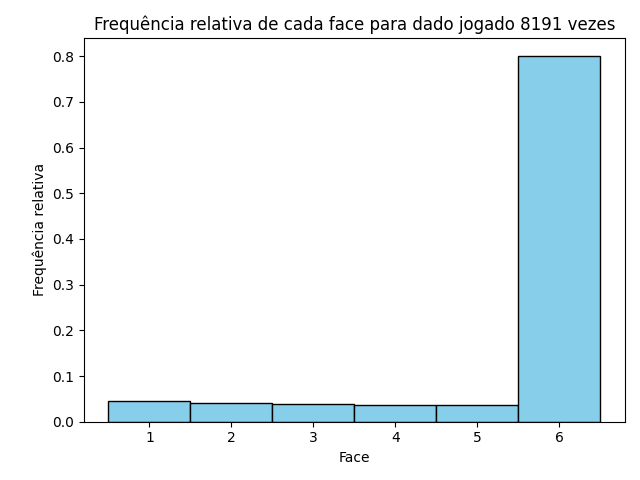 Frequência relativa de cada face para dado jogado 8191 vezes
0.8
0.7
0.6
0.5
0.4
0.3
0.2
0.1
0.0
Frequência relativa
1 2 3 4 5 6
Face